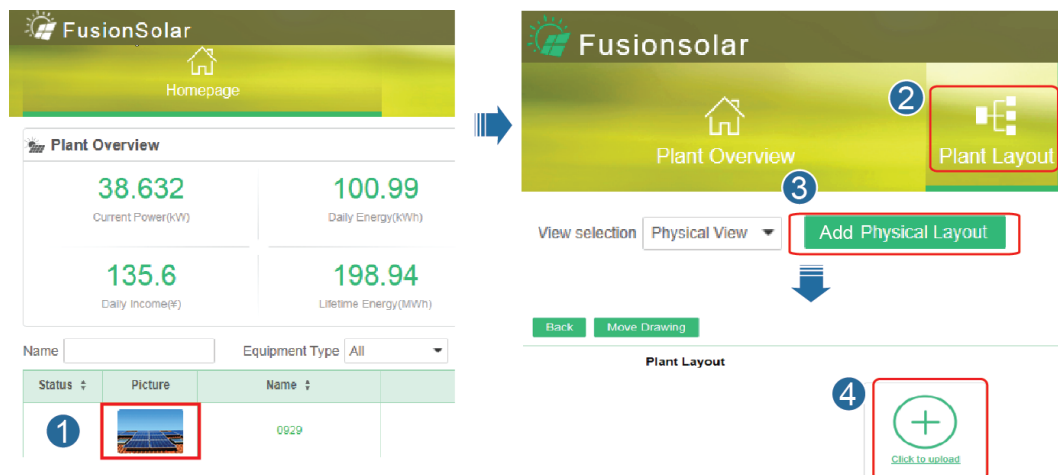 FusionSolar
Homepage
Plant Overview
38.632
100.99
Current Power(kW)
Daily Energy(kWh)
135.6
198.94
Daily Income(¥)
Lifetime Energy(MWh)
Name
Equipment Type All
Status Picture Name
1
0929
Fusionsolar
2
Plant Overview
Plant Layout
3
View selection Physical View Add Physical Layout
Back Move Drawing
Plant Layout
4
Click to upload